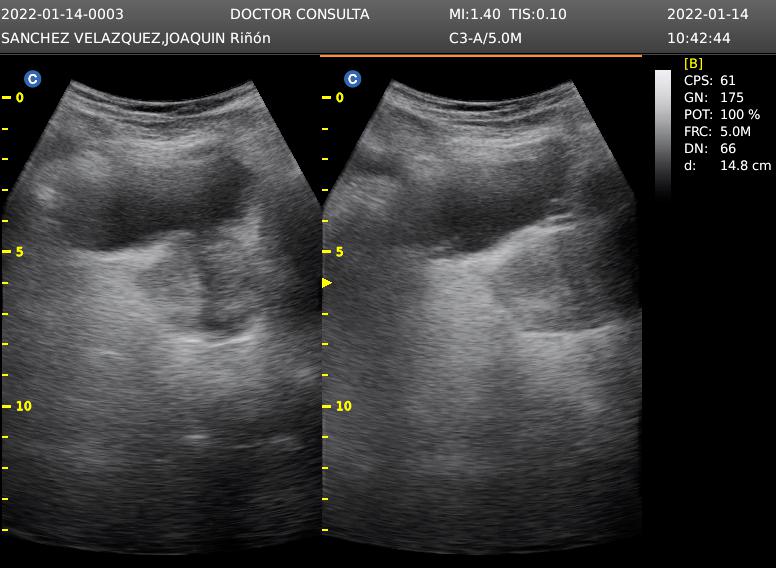 2022-01-14-0003 DOCTOR CONSULTA MI:1.40 TIS:0.10 2022-01-14
SANCHEZ VELAZQUEZ,JOAQUIN Riñón C3-A/5.0M 10:42:44
C
0
5
10
C
0
5
10
[B]
CPS: 61
GN: 175
POT: 100 %
FRC: 5.0M
DN: 66
d: 14.8 cm